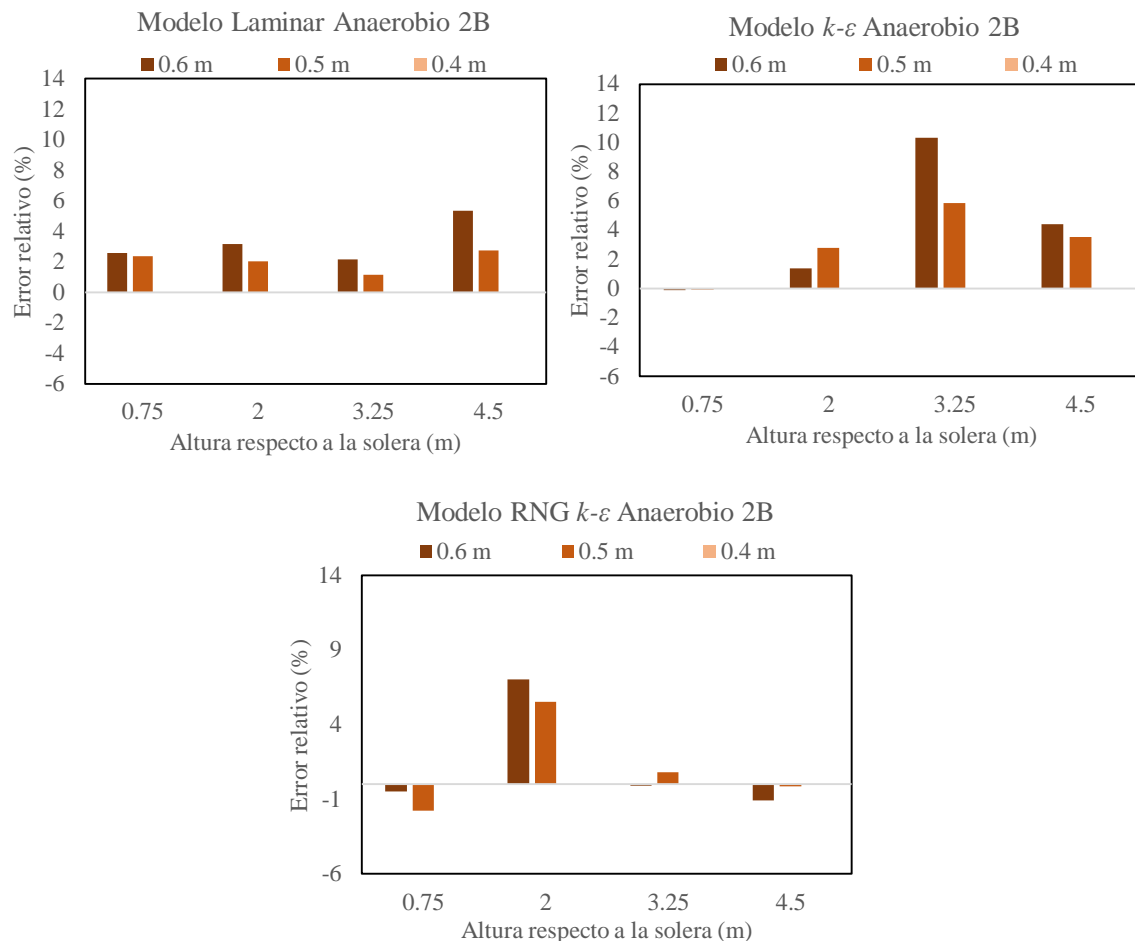 Modelo Laminar Anaerobio 2B
0.6 m 0.5 m 0.4 m
14
12
10
8
6
4
2
0
-2
-4
-6
Error relativo (%)
0.75 2 3.25 4.5
Altura respecto a la solera (m)
Modelo k-ε Anaerobio 2B
0.6 m 0.5 m 0.4 m
14
12
10
8
6
4
2
0
-2
-4
-6
Error relativo (%)
0.75 2 3.25 4.5
Altura respecto a la solera (m)
Modelo RNG k-ε Anaerobio 2B
0.6 m 0.5 m 0.4 m
14
9
4
-1
-6
Error relativo (%)
0.75 2 3.25 4.5
Altura respecto a la solera (m)